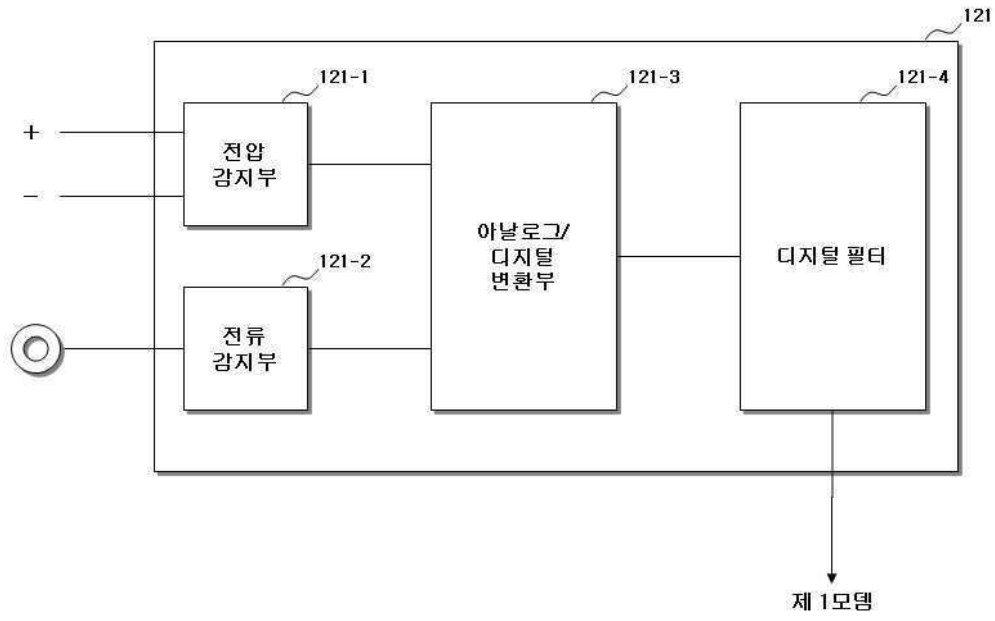 121
121-1
121-3
121-4
+
전압
감지부
−
아날로그/
디지털
변환부
디지털 필터
121-2
전류
감지부
제 1모뎀